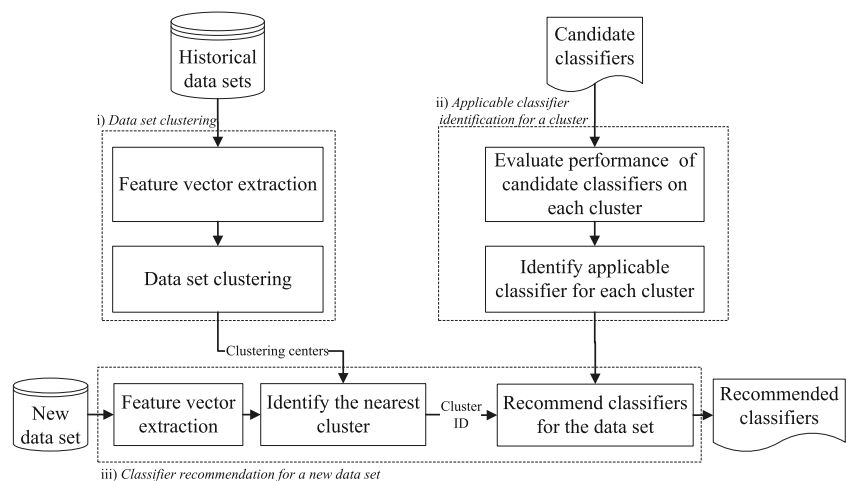 Historical
data sets
Candidate
classifiers
i) Data set clustering
ii) Applicable classifier
identification for a cluster
Feature vector extraction
Data set clustering
Evaluate performance of
candidate classifiers on
each cluster
Identify applicable
classifier for each cluster
Clustering centers
New
data set
Feature vector
extraction
Identify the nearest
cluster
Cluster
ID
Recommend classifiers
for the data set
Recommended
classifiers
iii) Classifier recommendation for a new data set